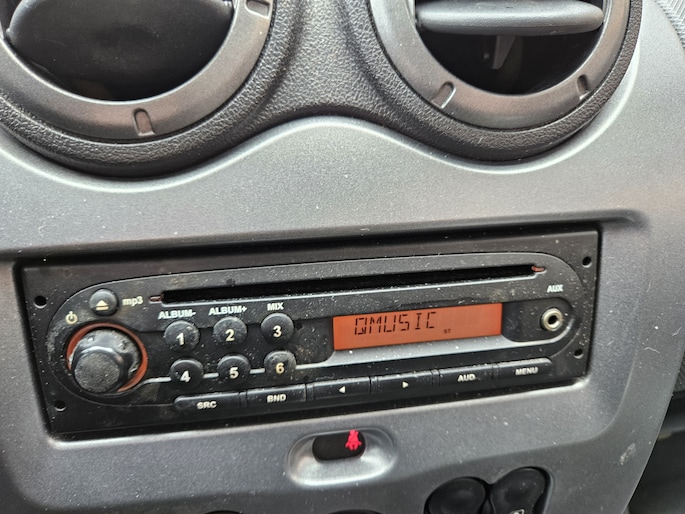 mp3
AUX
ALBUM- ALBUM+ MIX
1 2 3
QMUSIC
ST
4 5 6
SRC BND AUD MENU